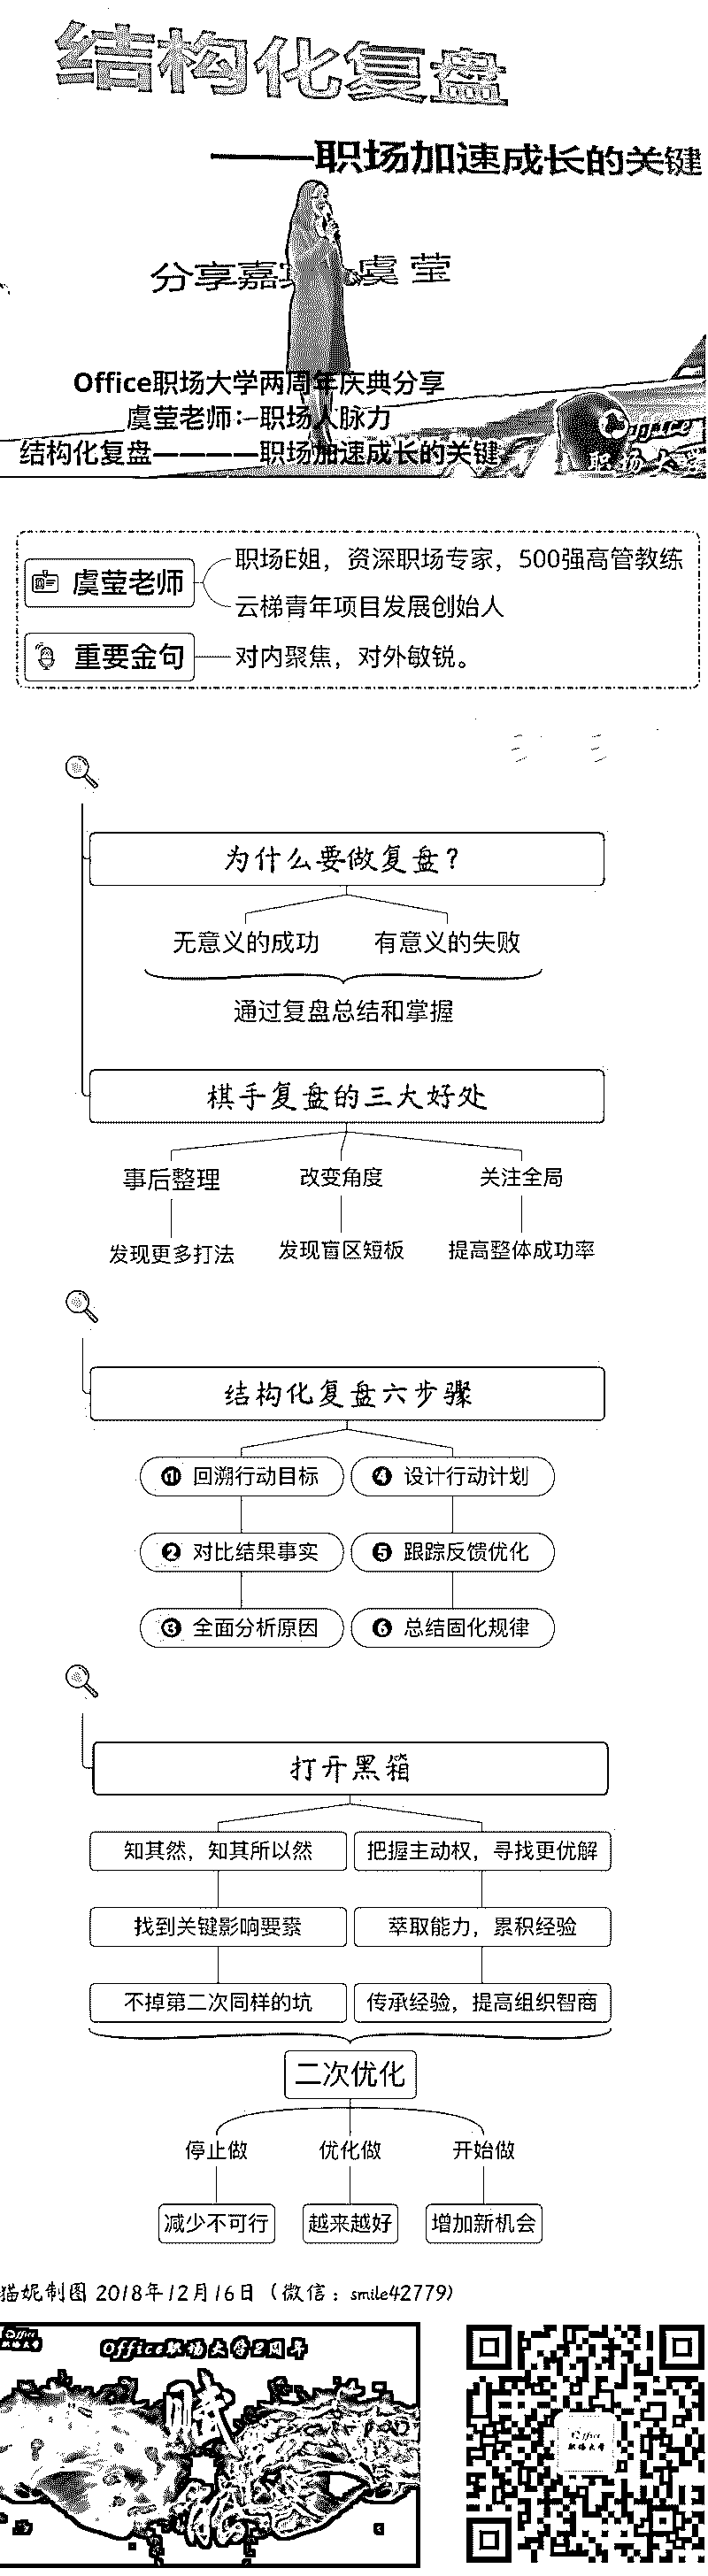 结构化复盘
——职场加速成长的关键
分享嘉宾 虞莹
Office职场大学两周年庆典分享
虞莹老师：职场人脉力
结构化复盘————职场加速成长的关键
office
职场大学
虞莹老师
职场E姐，资深职场专家，500强高管教练
云梯青年项目发展创始人
重要金句
对内聚焦，对外敏锐。
为什么要做复盘？
无意义的成功 有意义的失败
通过复盘总结和掌握
棋手复盘的三大好处
事后整理 改变角度 关注全局
发现更多打法 发现盲区短板 提高整体成功率
结构化复盘六步骤
❶ 回溯行动目标 ❹ 设计行动计划
❷ 对比结果事实 ❺ 跟踪反馈优化
❸ 全面分析原因 ❻ 总结固化规律
打开黑箱
知其然，知其所以然 把握主动权，寻找更优解
找到关键影响要素 萃取能力，累积经验
不掉第二次同样的坑 传承经验，提高组织智商
二次优化
停止做 优化做 开始做
减少不可行 越来越好 增加新机会
猫妮制图 2018年12月16日（微信：smile42779）
Office
职场大学
Office职场大学2周年
赋
能
Office
职场大学